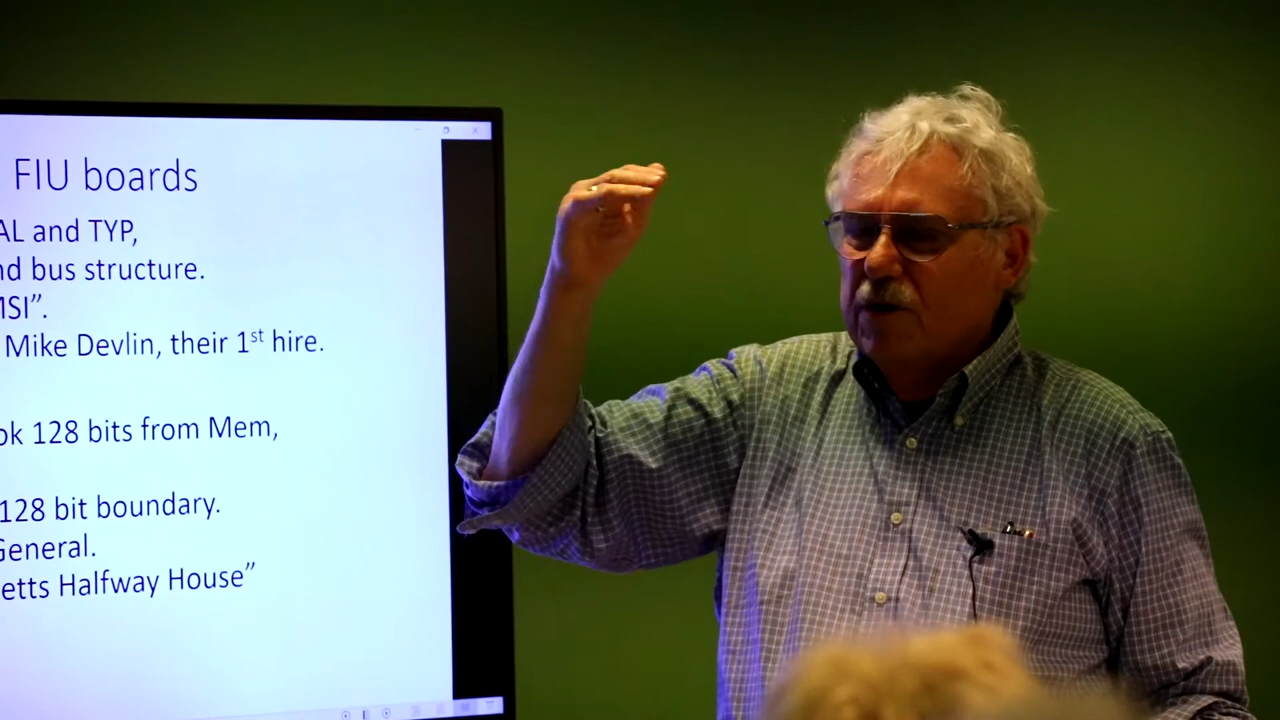 FIU boards
AL and TYP,
nd bus structure.
ISI”.
Mike Devlin, their 1st hire.
ok 128 bits from Mem,
128 bit boundary.
General.
etts Halfway House”